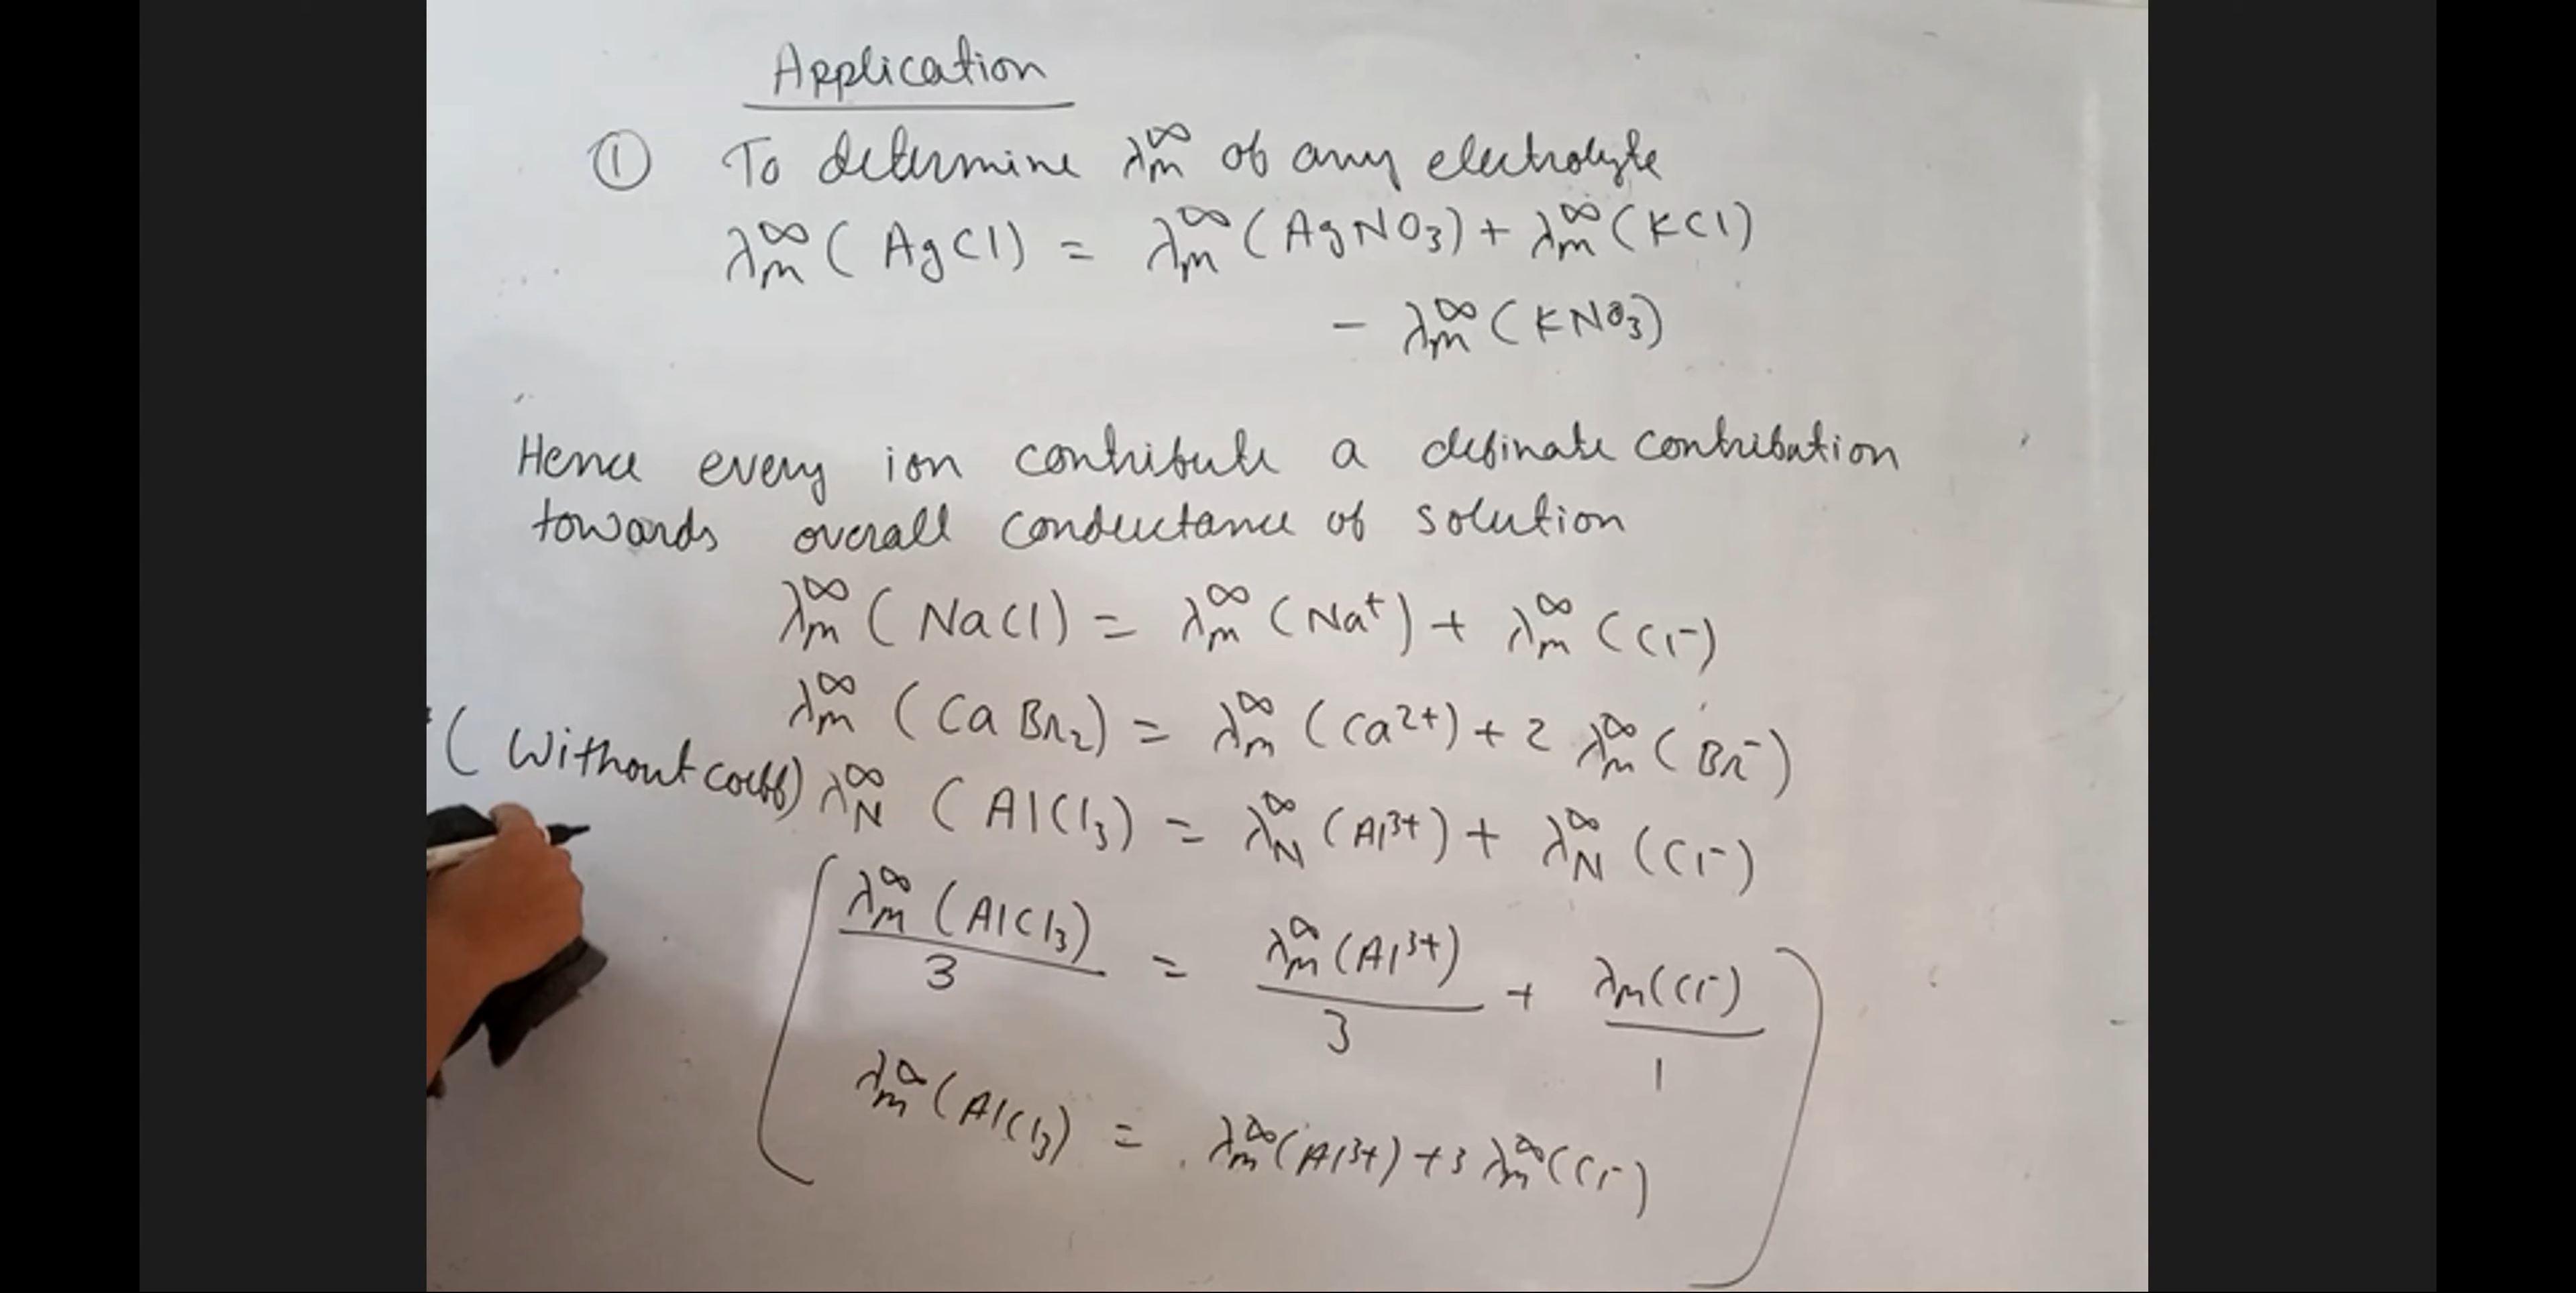 Application
① To determine λm^∞ of any electrolyte
λm^∞ (AgCl) = λm^∞ (AgNO3) + λm^∞ (KCl)
- λm^∞ (KNO3)
Hence every ion contribute a definate contribution
towards overall conductance of solution
λm^∞ (NaCl) = λm^∞ (Na⁺) + λm^∞ (Cl⁻)
λm^∞ (CaBr2) = λm^∞ (Ca²⁺) + 2 λm^∞ (Br⁻)
(Without coeff) λN^∞ (AlCl3) = λN^∞ (Al³⁺) + λN^∞ (Cl⁻)
λm^∞ (AlCl3) / 3 = λm^∞ (Al³⁺) / 3 + λm (Cl⁻) / 1
λm^∞ (AlCl3) = λm^∞ (Al³⁺) + 3 λm^∞ (Cl⁻)